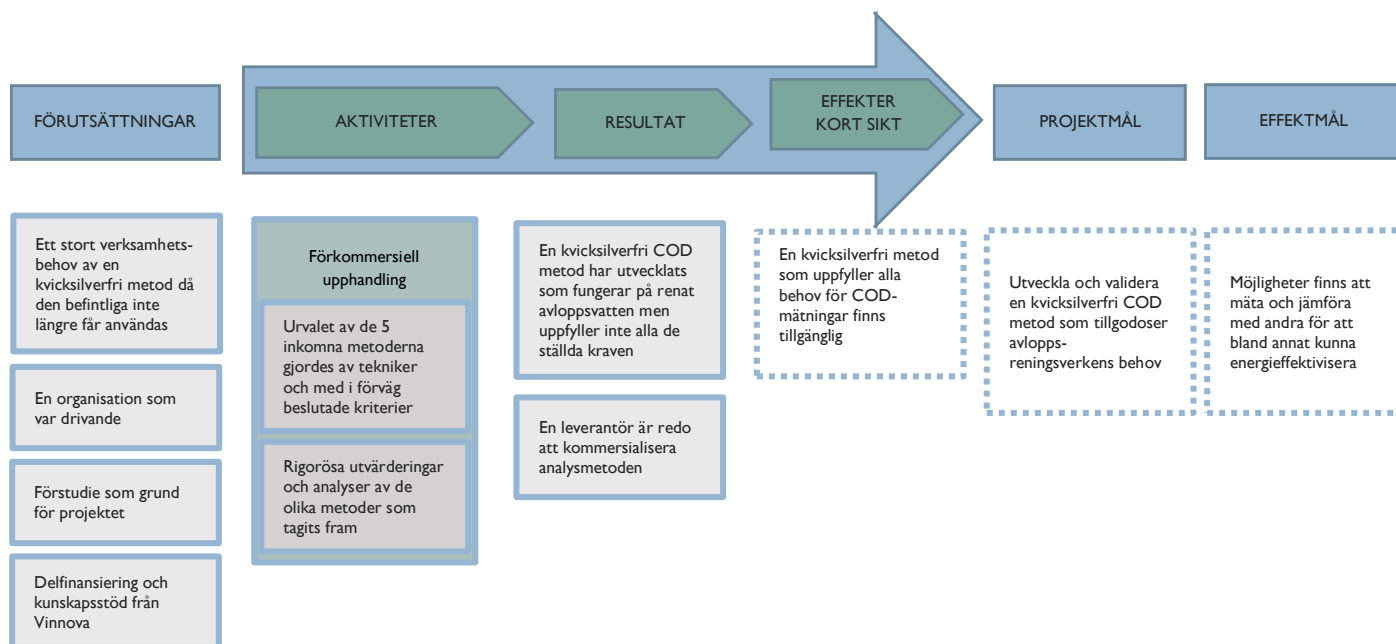 FÖRUTSÄTTNINGAR
AKTIVITETER
RESULTAT
EFFEKTER
KORT SIKT
PROJEKTMÅL
EFFEKTMÅL
Ett stort verksamhets-
behov av en
kvicksilverfri metod då
den befintliga inte
längre får användas
En organisation som
var drivande
Förstudie som grund
för projektet
Delfinansiering och
kunskapsstöd från
Vinnova
Förkommersiell
upphandling
Urvalet av de 5
inkomna metoderna
gjordes av tekniker
och med i förväg
beslutade kriterier
Rigorösa utvärderingar
och analyser av de
olika metoder som
tagits fram
En kvicksilverfri COD
metod har utvecklats
som fungerar på renat
avloppsvatten men
uppfyller inte alla de
ställda kraven
En leverantör är redo
att kommersialisera
analysmetoden
En kvicksilverfri metod
som uppfyller alla
behov för COD-
mätningar finns
tillgänglig
Utveckla och validera
en kvicksilverfri COD
metod som tillgodoser
avlopps-
reningsverkens behov
Möjligheter finns att
mäta och jämföra
med andra för att
bland annat kunna
energieffektivisera